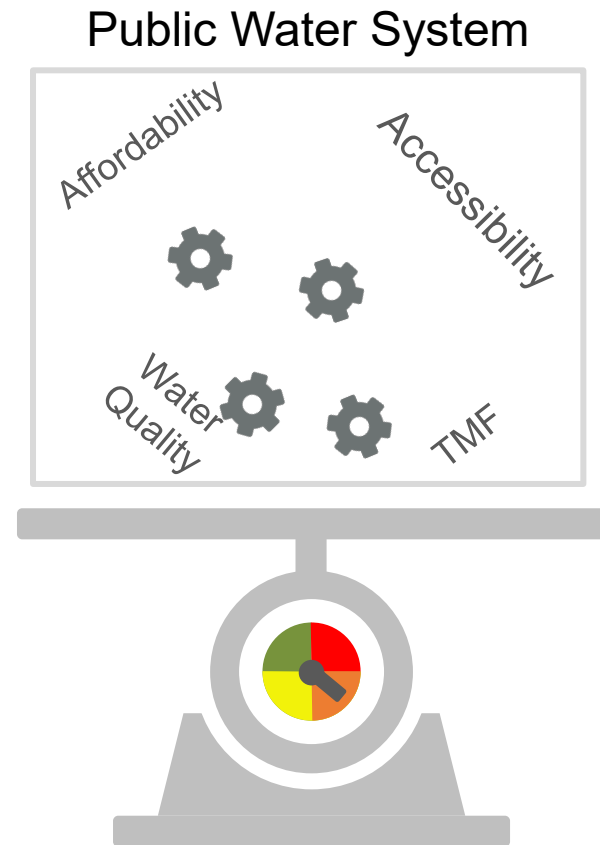 Public Water System
Affordability
Accessibility
Water
Quality
TMF